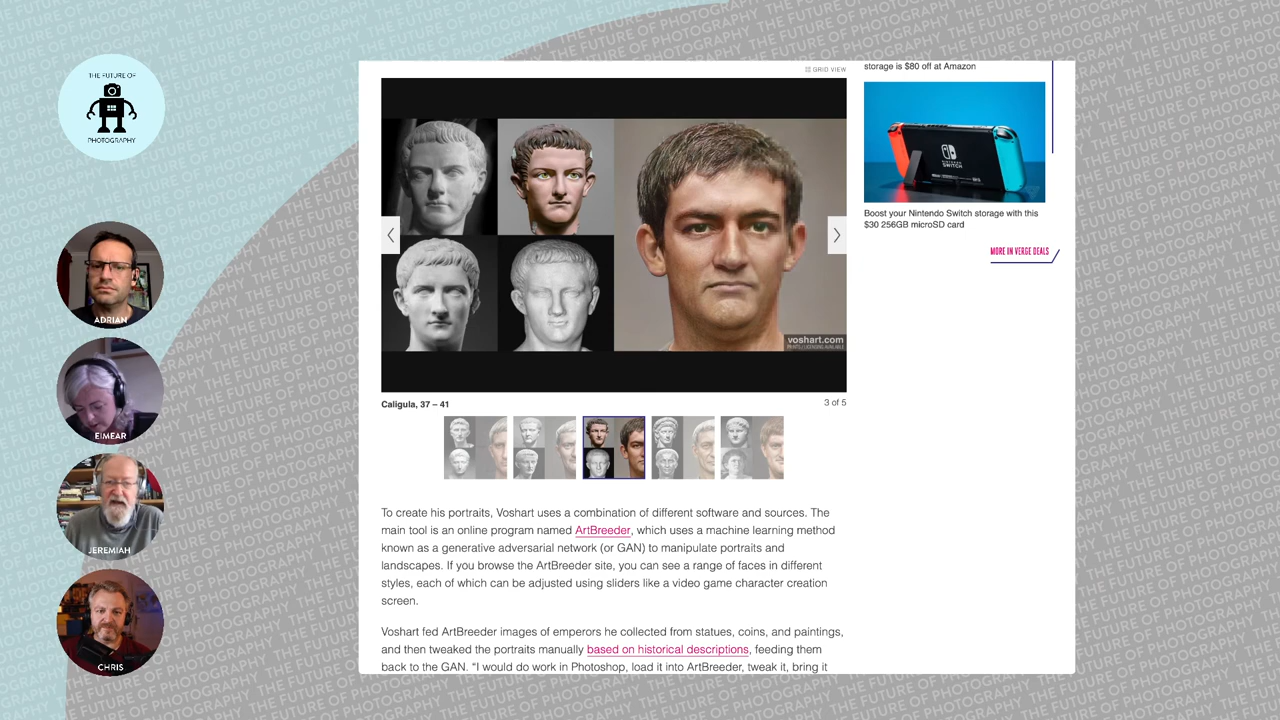 THE FUTURE OF
PHOTOGRAPHY
ADRIAN
EIMEAR
JEREMIAH
CHRIS
GRID VIEW
voshart.com
Caligula, 37 – 41
3 of 5
To create his portraits, Voshart uses a combination of different software and sources. The
main tool is an online program named ArtBreeder, which uses a machine learning method
known as a generative adversarial network (or GAN) to manipulate portraits and
landscapes. If you browse the ArtBreeder site, you can see a range of faces in different
styles, each of which can be adjusted using sliders like a video game character creation
screen.
Voshart fed ArtBreeder images of emperors he collected from statues, coins, and paintings,
and then tweaked the portraits manually based on historical descriptions, feeding them
back to the GAN. “I would do work in Photoshop, load it into ArtBreeder, tweak it, bring it
storage is $80 off at Amazon
NINTENDO
SWITCH
Boost your Nintendo Switch storage with this
$30 256GB microSD card
MORE IN VERGE DEALS
THE FUTURE OF PHOTOGRAPHY